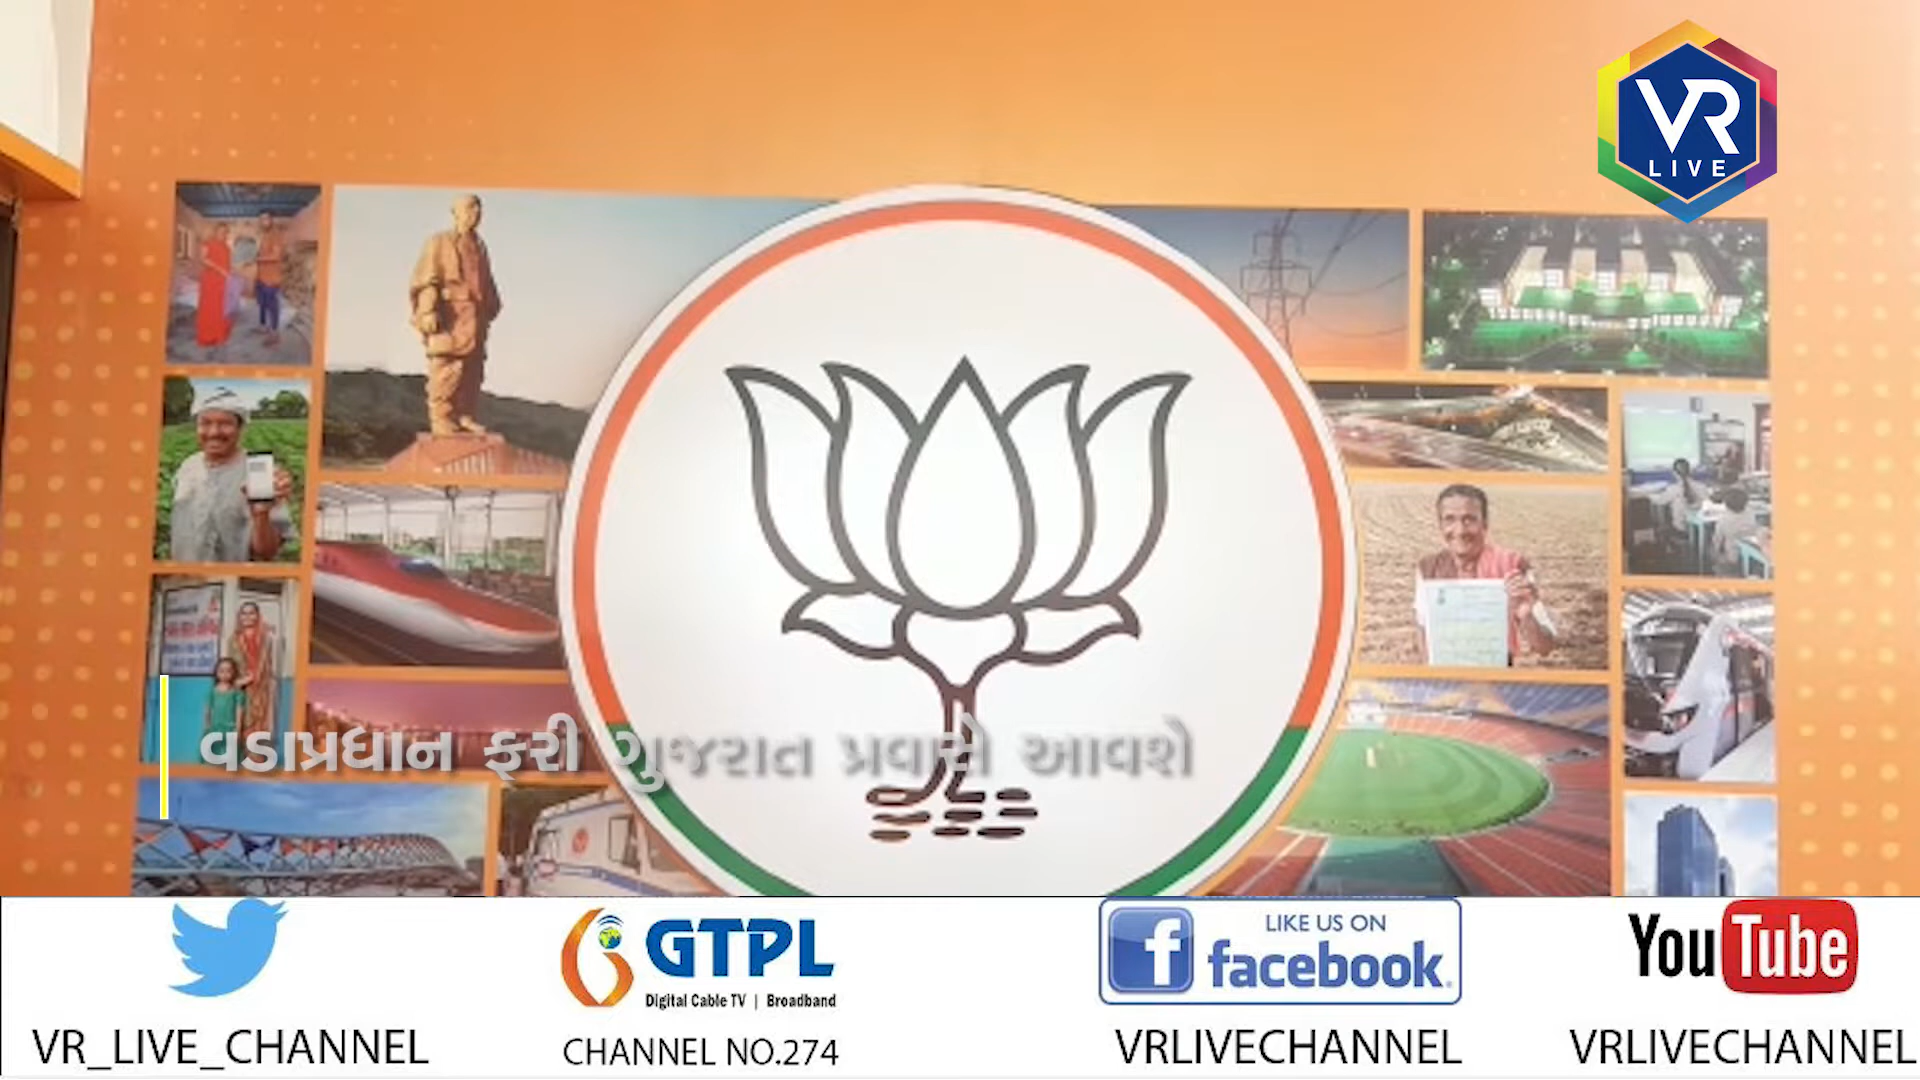 VR
LIVE
વડાપ્રધાન ફરી ગુજરાત પ્રવાસે આવશે
GTPL
Digital Cable TV | Broadband
LIKE US ON
facebook
YouTube
VR_LIVE_CHANNEL
CHANNEL NO.274
VRLIVECHANNEL
VRLIVECHANNEL